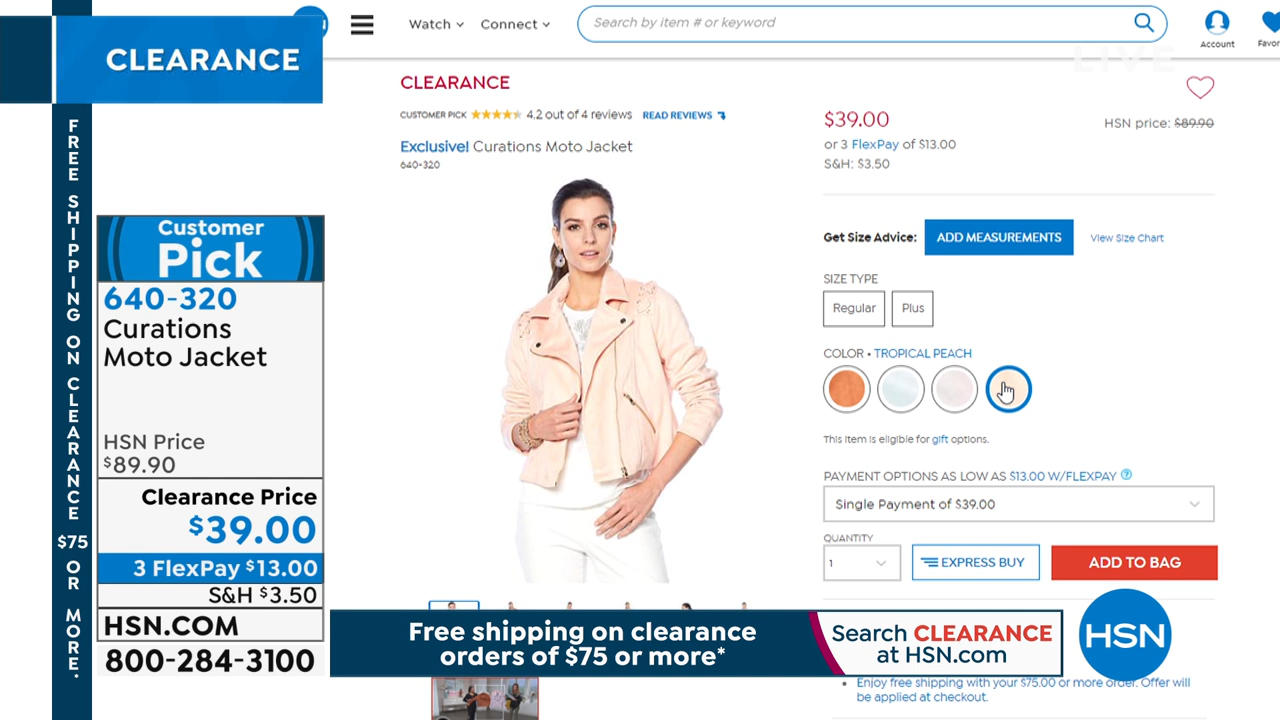 CLEARANCE
FREE SHIPPING ON CLEARANCE $75 OR MORE.
Customer
Pick
640-320
Curations
Moto Jacket
HSN Price
$89.90
Clearance Price
$39.00
3 FlexPay $13.00
S&H $3.50
HSN.COM
800-284-3100
Watch
Connect
Search by item # or keyword
Account
Favor
LIVE
CLEARANCE
CUSTOMER PICK 4.2 out of 4 reviews READ REVIEWS
Exclusive! Curations Moto Jacket
640-320
$39.00
HSN price: $89.90
or 3 FlexPay of $13.00
S&H: $3.50
Get Size Advice: ADD MEASUREMENTS View Size Chart
SIZE TYPE
Regular Plus
COLOR • TROPICAL PEACH
This item is eligible for gift options.
PAYMENT OPTIONS AS LOW AS $13.00 W/FLEXPAY ?
Single Payment of $39.00
QUANTITY
1
EXPRESS BUY
ADD TO BAG
Free shipping on clearance
orders of $75 or more*
Search CLEARANCE
at HSN.com
HSN
• Enjoy free shipping with your $75.00 or more order. Offer will
be applied at checkout.